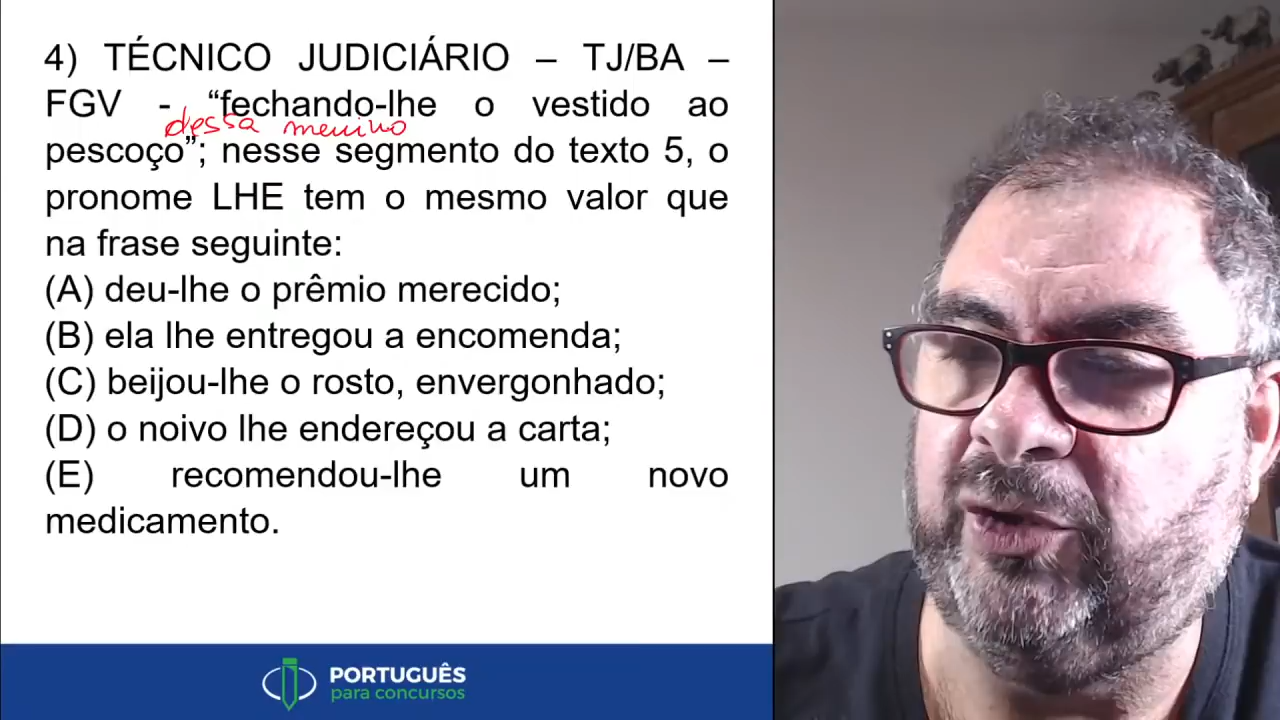 4) TÉCNICO JUDICIÁRIO – TJ/BA –
FGV - “fechando-lhe o vestido ao
dessa menino
pescoço”; nesse segmento do texto 5, o
pronome LHE tem o mesmo valor que
na frase seguinte:
(A) deu-lhe o prêmio merecido;
(B) ela lhe entregou a encomenda;
(C) beijou-lhe o rosto, envergonhado;
(D) o noivo lhe endereçou a carta;
(E) recomendou-lhe um novo
medicamento.
PORTUGUÊS
para concursos